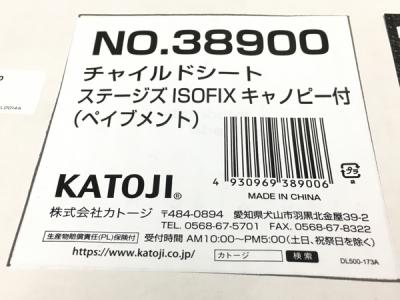 NO.38900
チャイルドシート
ステージズ ISOFIX キャノピー付
(ペイブメント)
4 930969 389006
MADE IN CHINA
KATOJI®
株式会社カトージ 〒484-0894 愛知県犬山市羽黒北金屋39-2
TEL. 0568-67-5701 FAX. 0568-67-8322
生産物賠償責任(PL)保険付 受付時間 AM10:00~PM5:00(土日、祝祭日を除く)
https://www.katoji.co.jp/ カトージ 検索
DL500-173A